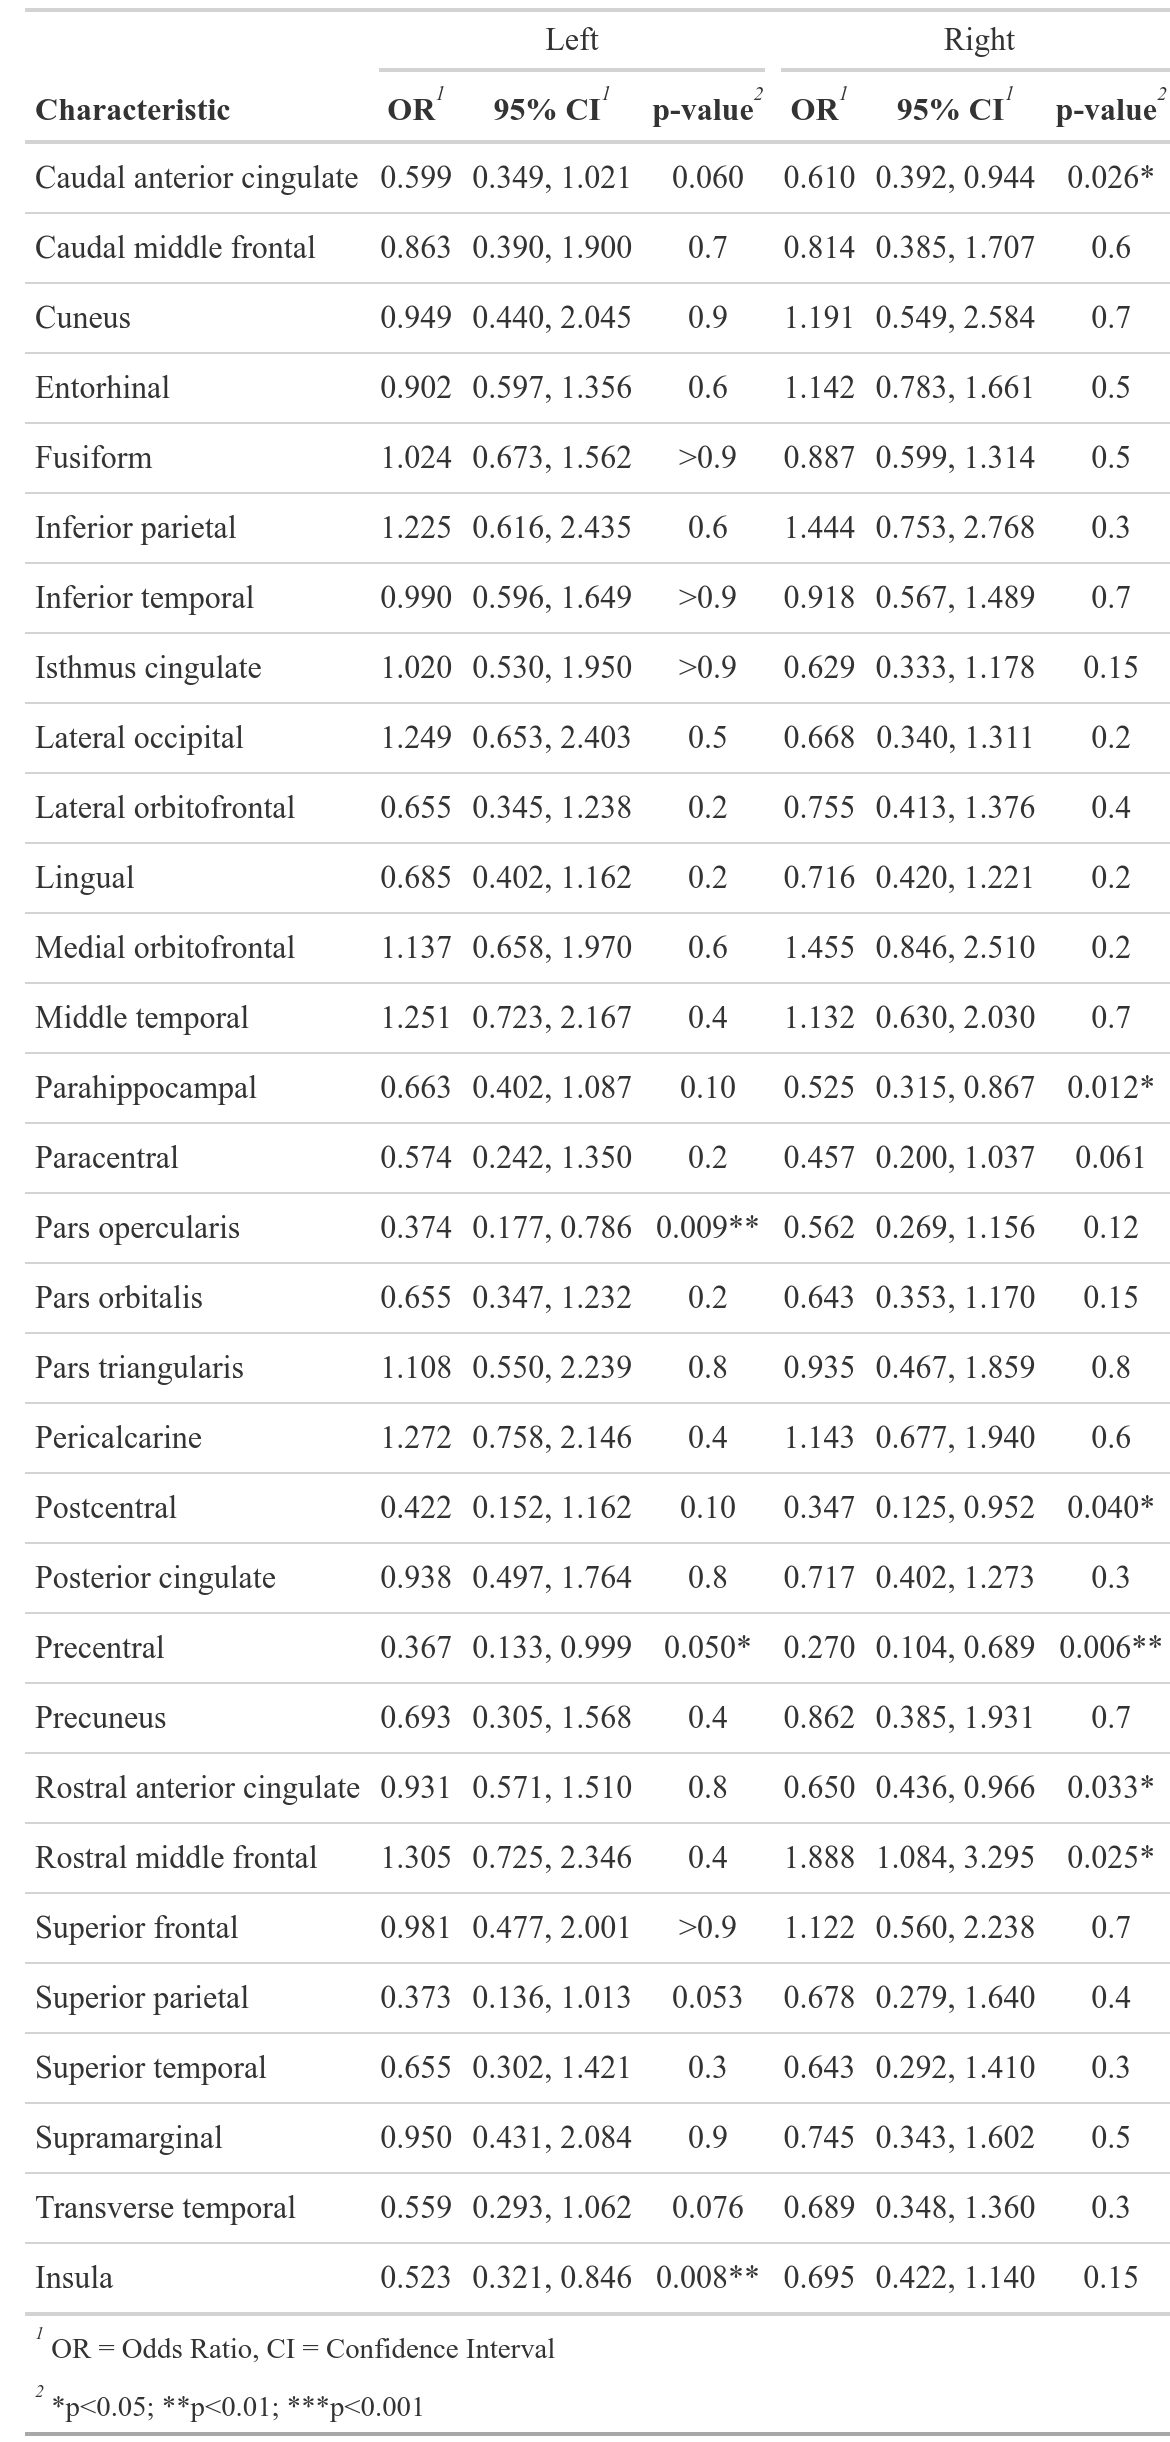 Left Right
Characteristic OR1 95% CI1 p-value2 OR1 95% CI1 p-value2
Caudal anterior cingulate 0.599 0.349, 1.021 0.060 0.610 0.392, 0.944 0.026*
Caudal middle frontal 0.863 0.390, 1.900 0.7 0.814 0.385, 1.707 0.6
Cuneus 0.949 0.440, 2.045 0.9 1.191 0.549, 2.584 0.7
Entorhinal 0.902 0.597, 1.356 0.6 1.142 0.783, 1.661 0.5
Fusiform 1.024 0.673, 1.562 >0.9 0.887 0.599, 1.314 0.5
Inferior parietal 1.225 0.616, 2.435 0.6 1.444 0.753, 2.768 0.3
Inferior temporal 0.990 0.596, 1.649 >0.9 0.918 0.567, 1.489 0.7
Isthmus cingulate 1.020 0.530, 1.950 >0.9 0.629 0.333, 1.178 0.15
Lateral occipital 1.249 0.653, 2.403 0.5 0.668 0.340, 1.311 0.2
Lateral orbitofrontal 0.655 0.345, 1.238 0.2 0.755 0.413, 1.376 0.4
Lingual 0.685 0.402, 1.162 0.2 0.716 0.420, 1.221 0.2
Medial orbitofrontal 1.137 0.658, 1.970 0.6 1.455 0.846, 2.510 0.2
Middle temporal 1.251 0.723, 2.167 0.4 1.132 0.630, 2.030 0.7
Parahippocampal 0.663 0.402, 1.087 0.10 0.525 0.315, 0.867 0.012*
Paracentral 0.574 0.242, 1.350 0.2 0.457 0.200, 1.037 0.061
Pars opercularis 0.374 0.177, 0.786 0.009** 0.562 0.269, 1.156 0.12
Pars orbitalis 0.655 0.347, 1.232 0.2 0.643 0.353, 1.170 0.15
Pars triangularis 1.108 0.550, 2.239 0.8 0.935 0.467, 1.859 0.8
Pericalcarine 1.272 0.758, 2.146 0.4 1.143 0.677, 1.940 0.6
Postcentral 0.422 0.152, 1.162 0.10 0.347 0.125, 0.952 0.040*
Posterior cingulate 0.938 0.497, 1.764 0.8 0.717 0.402, 1.273 0.3
Precentral 0.367 0.133, 0.999 0.050* 0.270 0.104, 0.689 0.006**
Precuneus 0.693 0.305, 1.568 0.4 0.862 0.385, 1.931 0.7
Rostral anterior cingulate 0.931 0.571, 1.510 0.8 0.650 0.436, 0.966 0.033*
Rostral middle frontal 1.305 0.725, 2.346 0.4 1.888 1.084, 3.295 0.025*
Superior frontal 0.981 0.477, 2.001 >0.9 1.122 0.560, 2.238 0.7
Superior parietal 0.373 0.136, 1.013 0.053 0.678 0.279, 1.640 0.4
Superior temporal 0.655 0.302, 1.421 0.3 0.643 0.292, 1.410 0.3
Supramarginal 0.950 0.431, 2.084 0.9 0.745 0.343, 1.602 0.5
Transverse temporal 0.559 0.293, 1.062 0.076 0.689 0.348, 1.360 0.3
Insula 0.523 0.321, 0.846 0.008** 0.695 0.422, 1.140 0.15
1 OR = Odds Ratio, CI = Confidence Interval
2 *p<0.05; **p<0.01; ***p<0.001